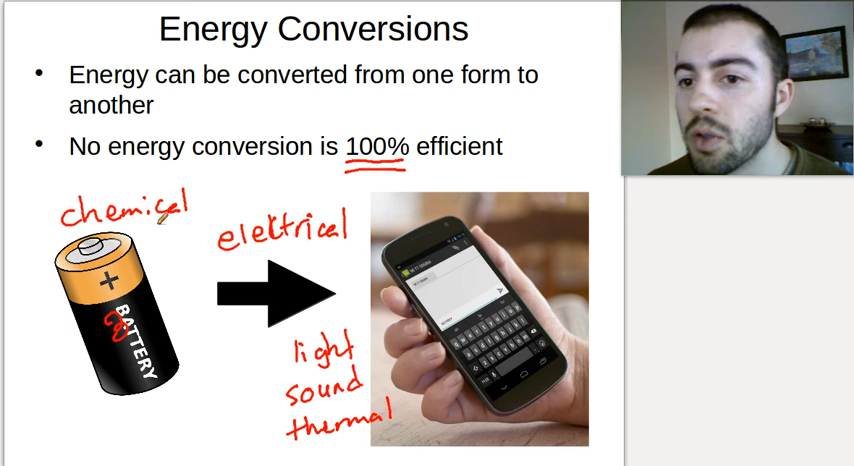 Energy Conversions
• Energy can be converted from one form to
another
• No energy conversion is 100% efficient
chemical
electrical
+
BATTERY
light
sound
thermal